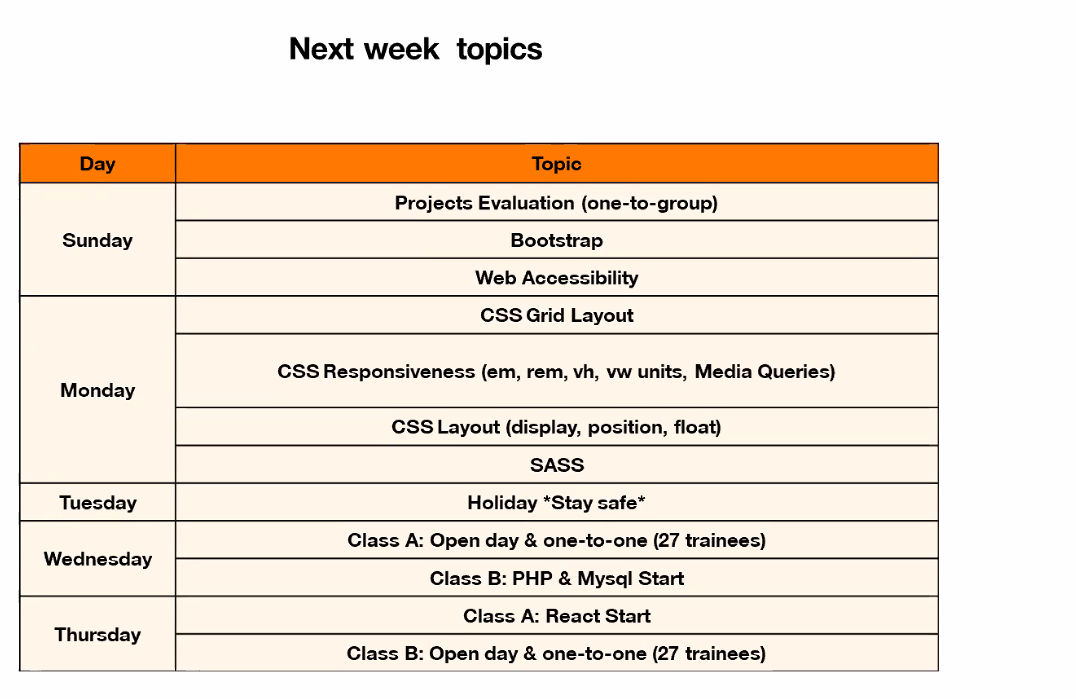 Next week topics
Day Topic
Sunday
Projects Evaluation (one-to-group)
Bootstrap
Web Accessibility
Monday
CSS Grid Layout
CSS Responsiveness (em, rem, vh, vw units, Media Queries)
CSS Layout (display, position, float)
SASS
Tuesday
Holiday *Stay safe*
Wednesday
Class A: Open day & one-to-one (27 trainees)
Class B: PHP & Mysql Start
Thursday
Class A: React Start
Class B: Open day & one-to-one (27 trainees)